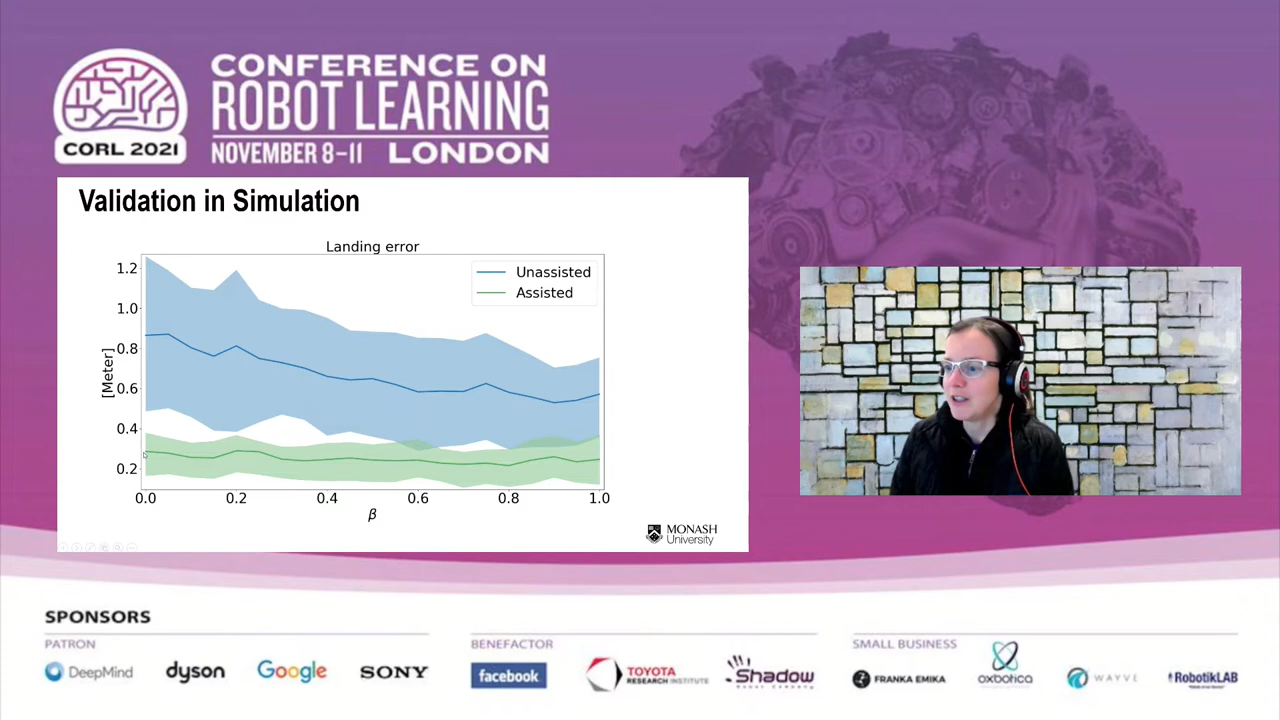 CONFERENCE ON
ROBOT LEARNING
NOVEMBER 8-11 LONDON
CORL 2021
Validation in Simulation
Landing error
Unassisted
Assisted
[Meter]
1.2
1.0
0.8
0.6
0.4
0.2
0.0 0.2 0.4 0.6 0.8 1.0
β
MONASH
University
SPONSORS
PATRON
DeepMind dyson Google SONY
BENEFACTOR
facebook
TOYOTA
RESEARCH INSTITUTE
Shadow
Robot Company
SMALL BUSINESS
FRANKA EMIKA
oxbotica
WAYVE
RobotikLAB